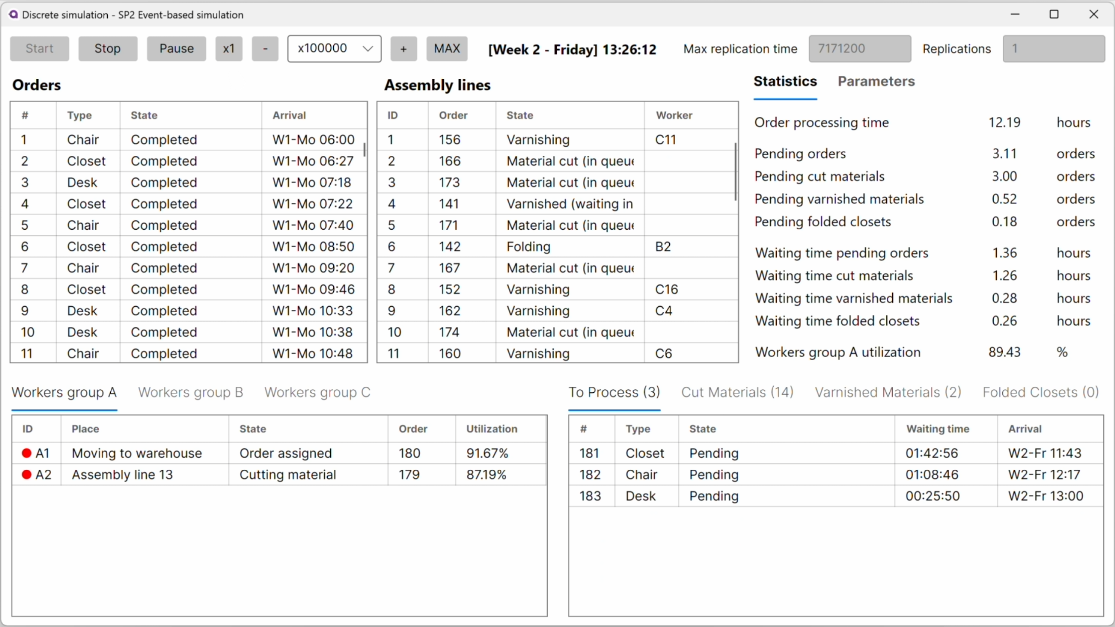 Discrete simulation - SP2 Event-based simulation
Start Stop Pause x1 - x100000 + MAX [Week 2 - Friday] 13:26:12 Max replication time 7171200 Replications 1
Orders
# Type State Arrival
1 Chair Completed W1-Mo 06:00
2 Closet Completed W1-Mo 06:27
3 Desk Completed W1-Mo 07:18
4 Closet Completed W1-Mo 07:22
5 Chair Completed W1-Mo 07:40
6 Closet Completed W1-Mo 08:50
7 Chair Completed W1-Mo 09:20
8 Closet Completed W1-Mo 09:46
9 Desk Completed W1-Mo 10:33
10 Desk Completed W1-Mo 10:38
11 Chair Completed W1-Mo 10:48
Assembly lines
ID Order State Worker
1 156 Varnishing C11
2 166 Material cut (in queue
3 173 Material cut (in queue
4 141 Varnished (waiting in
5 171 Material cut (in queue
6 142 Folding B2
7 167 Material cut (in queue
8 152 Varnishing C16
9 162 Varnishing C4
10 174 Material cut (in queue
11 160 Varnishing C6
Statistics Parameters
Order processing time 12.19 hours
Pending orders 3.11 orders
Pending cut materials 3.00 orders
Pending varnished materials 0.52 orders
Pending folded closets 0.18 orders
Waiting time pending orders 1.36 hours
Waiting time cut materials 1.26 hours
Waiting time varnished materials 0.28 hours
Waiting time folded closets 0.26 hours
Workers group A utilization 89.43 %
Workers group A Workers group B Workers group C
ID Place State Order Utilization
A1 Moving to warehouse Order assigned 180 91.67%
A2 Assembly line 13 Cutting material 179 87.19%
To Process (3) Cut Materials (14) Varnished Materials (2) Folded Closets (0)
# Type State Waiting time Arrival
181 Closet Pending 01:42:56 W2-Fr 11:43
182 Chair Pending 01:08:46 W2-Fr 12:17
183 Desk Pending 00:25:50 W2-Fr 13:00